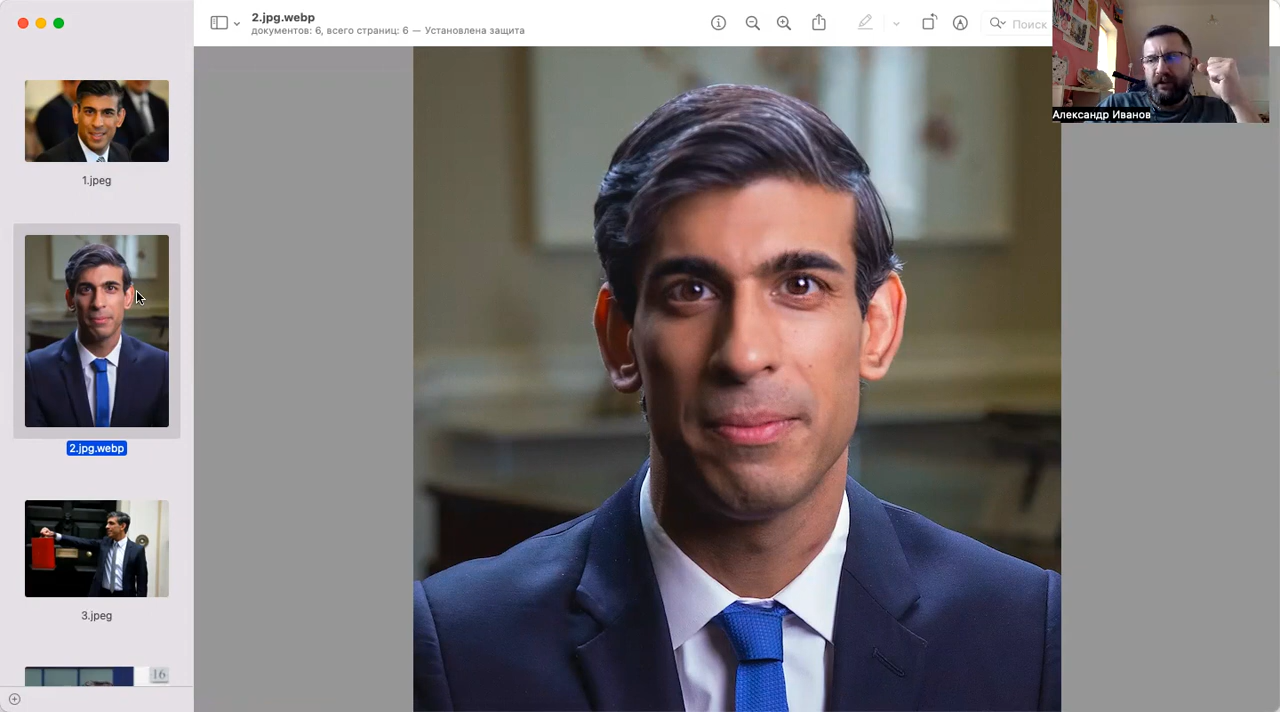 2.jpg.webp
документов: 6, всего страниц: 6 — Установлена защита
Поиск
Александр Иванов
1.jpeg
2.jpg.webp
3.jpeg
16